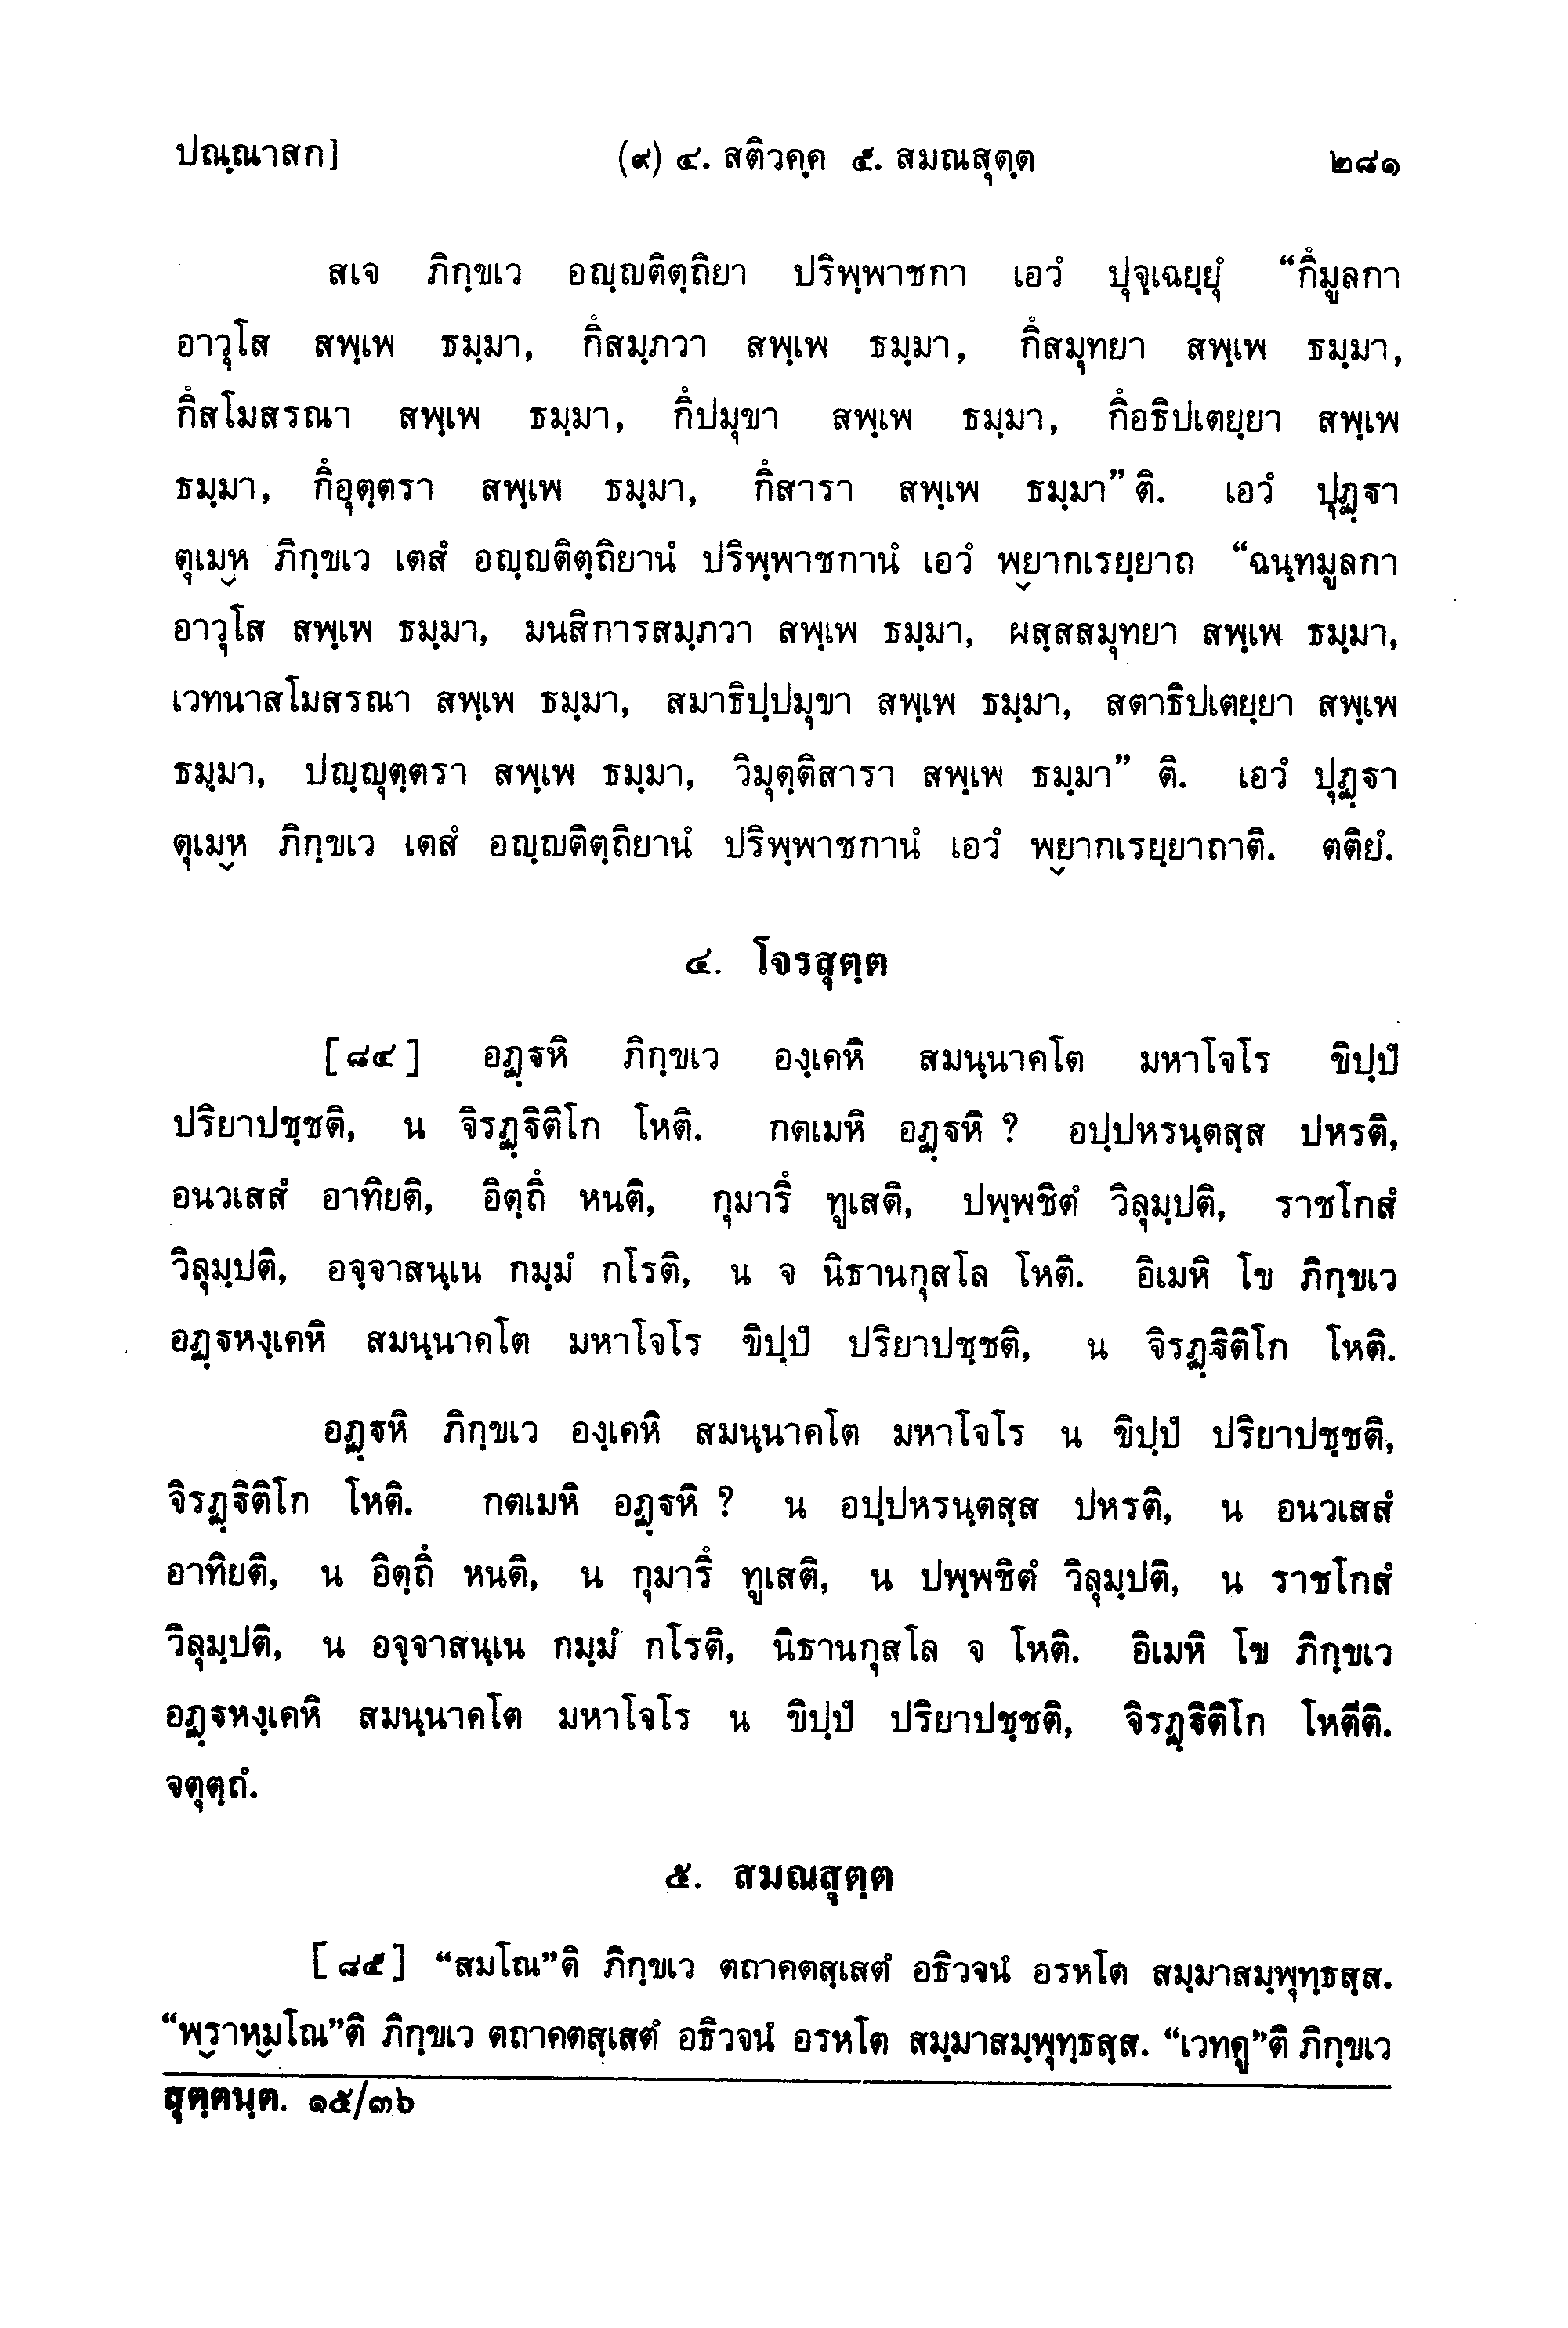 ปณฺณาสก]
(๙) ๔. สติวคฺค ๕. สมณสุตฺต
๒๘๑
สเจ ภิกฺขเว อญฺญติตฺถิยา ปริพฺพาชกา เอวํ ปุจฺเฉยฺยุํ “กิํมูลกา
อาวุโส สพฺเพ ธมฺมา, กิํสมฺภวา สพฺเพ ธมฺมา, กิํสมุทยา สพฺเพ ธมฺมา,
กิํสโมสรณา สพฺเพ ธมฺมา, กิํปมุขา สพฺเพ ธมฺมา, กิํอธิปเตยฺยา สพฺเพ
ธมฺมา, กิํอุตฺตรา สพฺเพ ธมฺมา, กิํสารา สพฺเพ ธมฺมา” ติ. เอวํ ปุฏฺฐา
ตุเมฺห ภิกฺขเว เตสํ อญฺญติตฺถิยานํ ปริพฺพาชกานํ เอวํ พฺยากเรยฺยาถ “ฉนฺทมูลกา
อาวุโส สพฺเพ ธมฺมา, มนสิการสมฺภวา สพฺเพ ธมฺมา, ผสฺสสมุทยา สพฺเพ ธมฺมา,
เวทนาสโมสรณา สพฺเพ ธมฺมา, สมาธิปฺปมุขา สพฺเพ ธมฺมา, สตาธิปเตยฺยา สพฺเพ
ธมฺมา, ปญฺญุตฺตรา สพฺเพ ธมฺมา, วิมุตฺติสารา สพฺเพ ธมฺมา” ติ. เอวํ ปุฏฺฐา
ตุเมฺห ภิกฺขเว เตสํ อญฺญติตฺถิยานํ ปริพฺพาชกานํ เอวํ พฺยากเรยฺยาถาติ. ตติยํ.
๔. โจรสุตฺต
[๘๔] อฏฺฐหิ ภิกฺขเว องฺเคหิ สมนฺนาคโต มหาโจโร ขิปฺปํ
ปริยาปชฺชติ, น จิรฏฺฐิติโก โหติ. กตเมหิ อฏฺฐหิ ? อปฺปหรนฺตสฺส ปหรติ,
อนวเสสํ อาทิยติ, อิตฺถิํ หนติ, กุมาริํ ทูเสติ, ปพฺพชิตํ วิลุมฺปติ, ราชโกสํ
วิลุมฺปติ, อจฺจาสนฺเน กมฺมํ กโรติ, น จ นิธานกุสโล โหติ. อิเมหิ โข ภิกฺขเว
อฏฺฐหงฺเคหิ สมนฺนาคโต มหาโจโร ขิปฺปํ ปริยาปชฺชติ, น จิรฏฺฐิติโก โหติ.
อฏฺฐหิ ภิกฺขเว องฺเคหิ สมนฺนาคโต มหาโจโร น ขิปฺปํ ปริยาปชฺชติ,
จิรฏฺฐิติโก โหติ. กตเมหิ อฏฺฐหิ ? น อปฺปหรนฺตสฺส ปหรติ, น อนวเสสํ
อาทิยติ, น อิตฺถิํ หนติ, น กุมาริํ ทูเสติ, น ปพฺพชิตํ วิลุมฺปติ, น ราชโกสํ
วิลุมฺปติ, น อจฺจาสนฺเน กมฺมํ กโรติ, นิธานกุสโล จ โหติ. อิเมหิ โข ภิกฺขเว
อฏฺฐหงฺเคหิ สมนฺนาคโต มหาโจโร น ขิปฺปํ ปริยาปชฺชติ, จิรฏฺฐิติโก โหตีติ.
จตุตฺถํ.
๕. สมณสุตฺต
[๘๕] “สมโณ”ติ ภิกฺขเว ตถาคตสฺเสตํ อธิวจนํ อรหโต สมฺมาสมฺพุทฺธสฺส.
“พฺราหฺมโณ”ติ ภิกฺขเว ตถาคตสฺเสตํ อธิวจนํ อรหโต สมฺมาสมฺพุทฺธสฺส. “เวทคู”ติ ภิกฺขเว
สุตฺตนฺต. ๑๕/๓๖